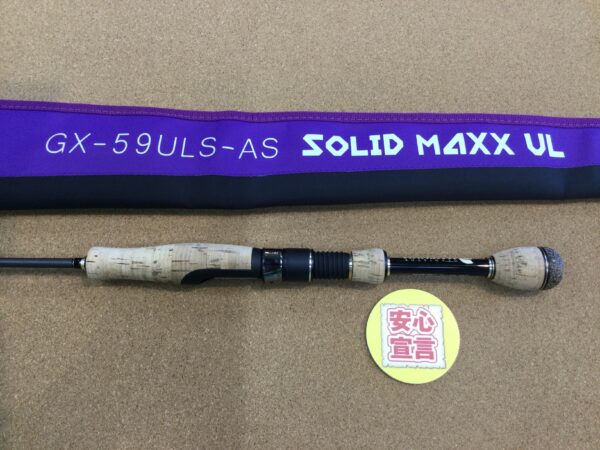 GX-59ULS-AS SOLID MAXX UL
安心
宣言